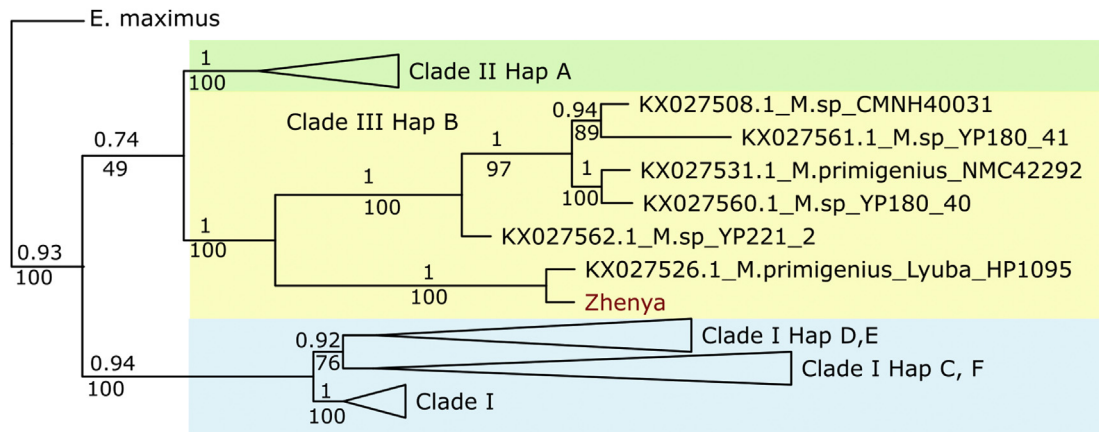 E. maximus
1
100
Clade II Hap A
Clade III Hap B
0.94
89
KX027508.1_M.sp_CMNH40031
KX027561.1_M.sp_YP180_41
0.74
49
1
97
1
100
KX027531.1_M.primigenius_NMC42292
KX027560.1_M.sp_YP180_40
1
100
KX027562.1_M.sp_YP221_2
1
100
0.93
100
KX027526.1_M.primigenius_Lyuba_HP1095
1
100
Zhenya
0.92
76
Clade I Hap D,E
Clade I Hap C, F
0.94
100
1
100
Clade I